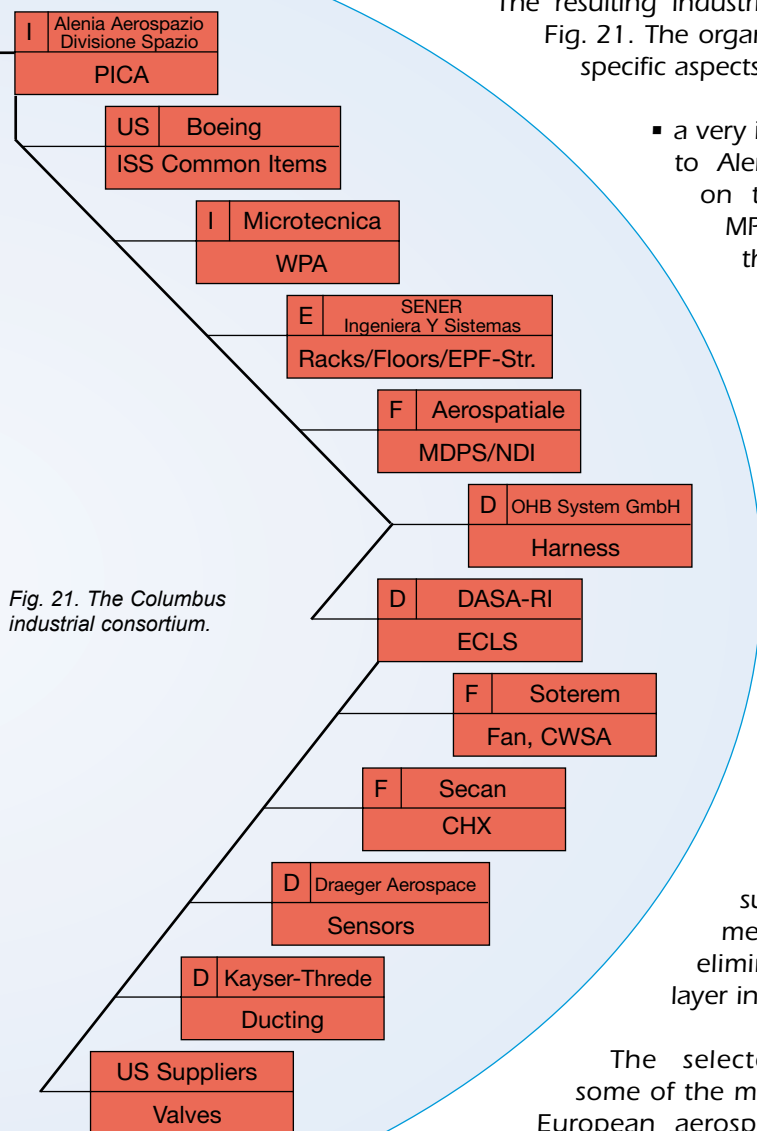 I
Alenia Aerospazio
Divisione Spazio
PICA
US
Boeing
ISS Common Items
I
Microtecnica
WPA
E
SENER
Ingeniera Y Sistemas
Racks/Floors/EPF-Str.
F
Aerospatiale
MDPS/NDI
D
OHB System GmbH
Harness
D
DASA-RI
ECLS
F
Soterem
Fan, CWSA
F
Secan
CHX
D
Draeger Aerospace
Sensors
D
Kayser-Threde
Ducting
US Suppliers
Valves
Fig. 21. The Columbus
industrial consortium.
The resulting industri
Fig. 21. The organ
specific aspects
▪ a very i
to Aler
on t
MF
th
su
me
elimin
layer in
The selecte
some of the m
European aerosp